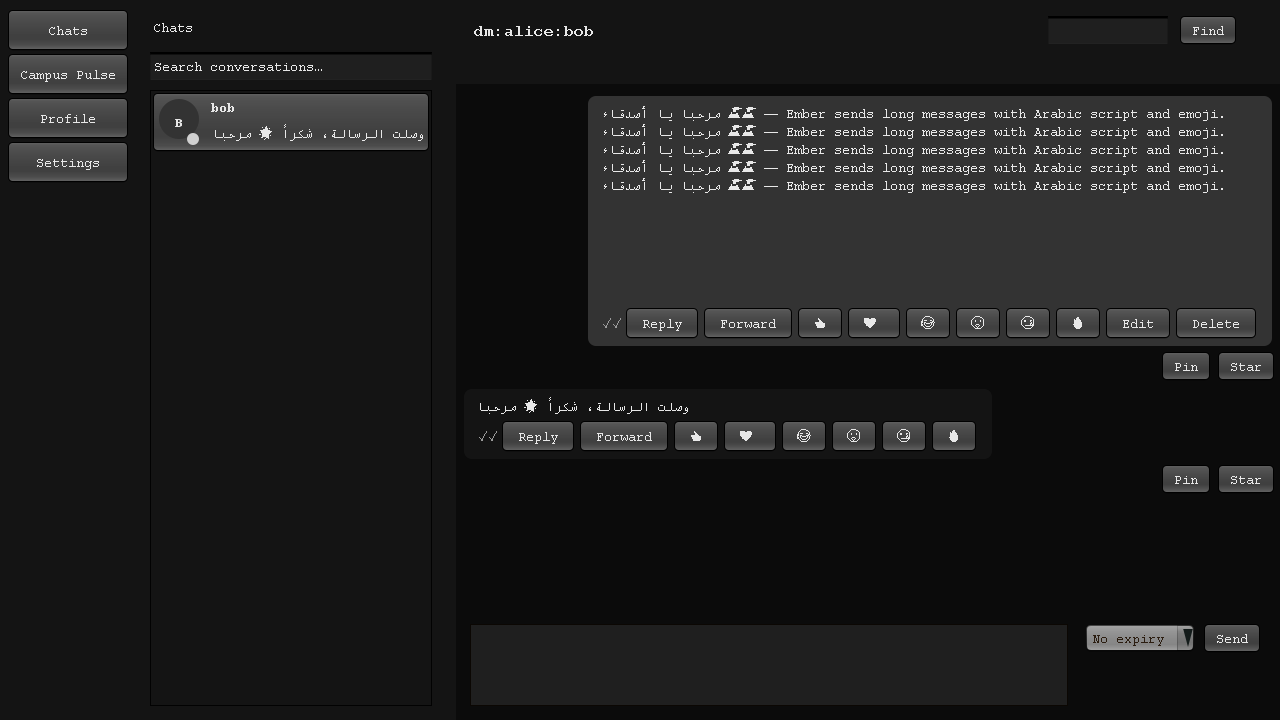 Chats
Campus Pulse
Profile
Settings
Chats
Search conversations…
B
bob
وصلت الرسالة، شكراً 🌟 مرحبا
dm:alice:bob
Find
مرحبا يا أصدقاء — Ember sends long messages with Arabic script and emoji.
مرحبا يا أصدقاء — Ember sends long messages with Arabic script and emoji.
مرحبا يا أصدقاء — Ember sends long messages with Arabic script and emoji.
مرحبا يا أصدقاء — Ember sends long messages with Arabic script and emoji.
مرحبا يا أصدقاء — Ember sends long messages with Arabic script and emoji.
✓✓ Reply Forward Edit Delete
Pin Star
وصلت الرسالة، شكراً 🌟 مرحبا
✓✓ Reply Forward
Pin Star
No expiry
Send